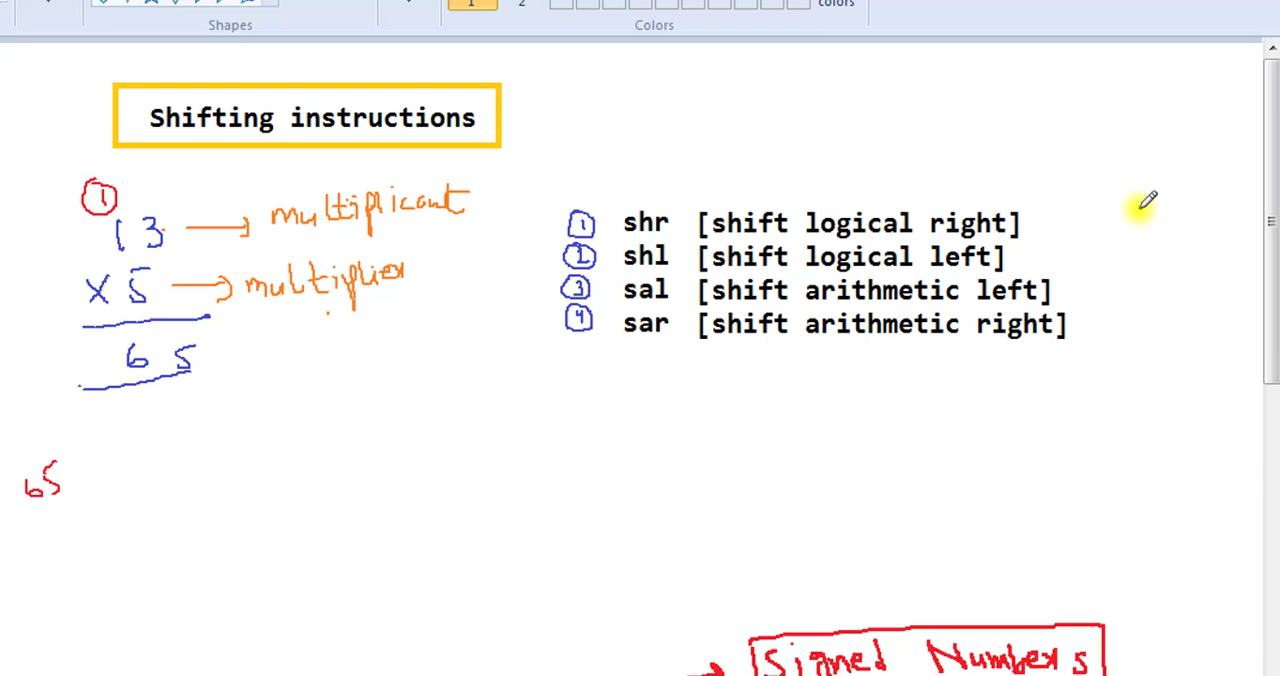 Shapes
1 2
Colors
colors
Shifting instructions
1
13 → multiplicant
x 5 → multiplier
65
1 shr [shift logical right]
2 shl [shift logical left]
3 sal [shift arithmetic left]
4 sar [shift arithmetic right]
65
→ Signed Numbers